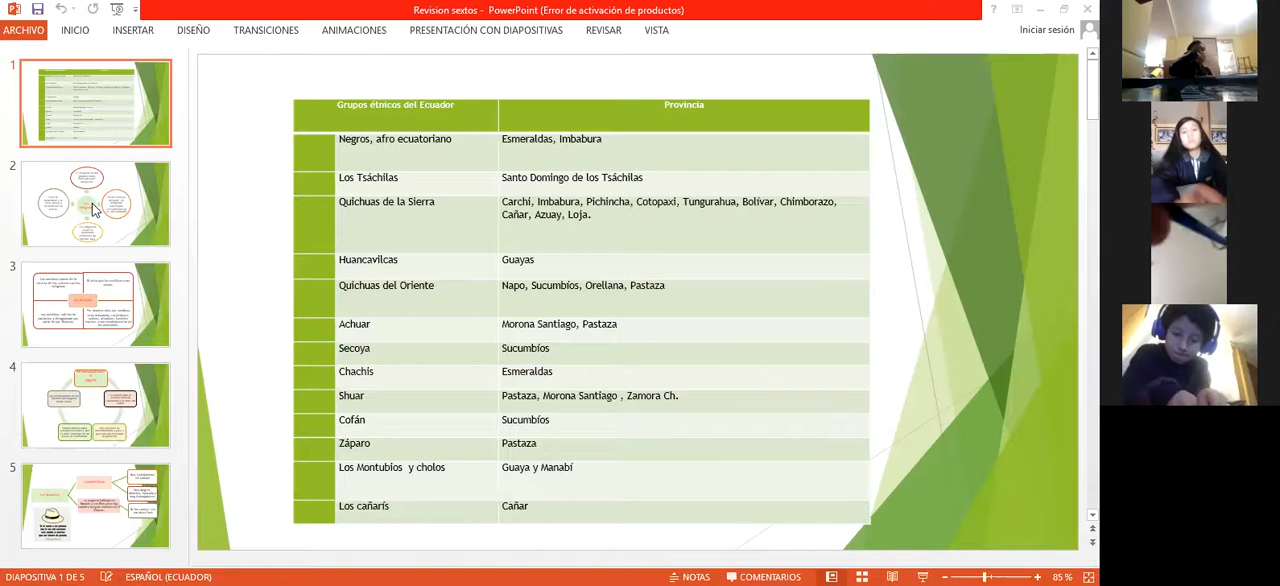 Revision sextos - PowerPoint (Error de activación de productos)
ARCHIVO INICIO INSERTAR DISEÑO TRANSICIONES ANIMACIONES PRESENTACIÓN CON DIAPOSITIVAS REVISAR VISTA Iniciar sesión
1
2
3
4
5
Grupos étnicos del Ecuador Provincia
Negros, afro ecuatoriano Esmeraldas, Imbabura
Los Tsáchilas Santo Domingo de los Tsáchilas
Quichuas de la Sierra Carchi, Imbabura, Pichincha, Cotopaxi, Tungurahua, Bolívar, Chimborazo,
Cañar, Azuay, Loja.
Huancavilcas Guayas
Quichuas del Oriente Napo, Sucumbíos, Orellana, Pastaza
Achuar Morona Santiago, Pastaza
Secoya Sucumbíos
Chachis Esmeraldas
Shuar Pastaza, Morona Santiago , Zamora Ch.
Cofán Sucumbíos
Záparo Pastaza
Los Montubios y cholos Guaya y Manabí
Los cañarís Cañar
DIAPOSITIVA 1 DE 5 ESPAÑOL (ECUADOR) NOTAS COMENTARIOS 85 %